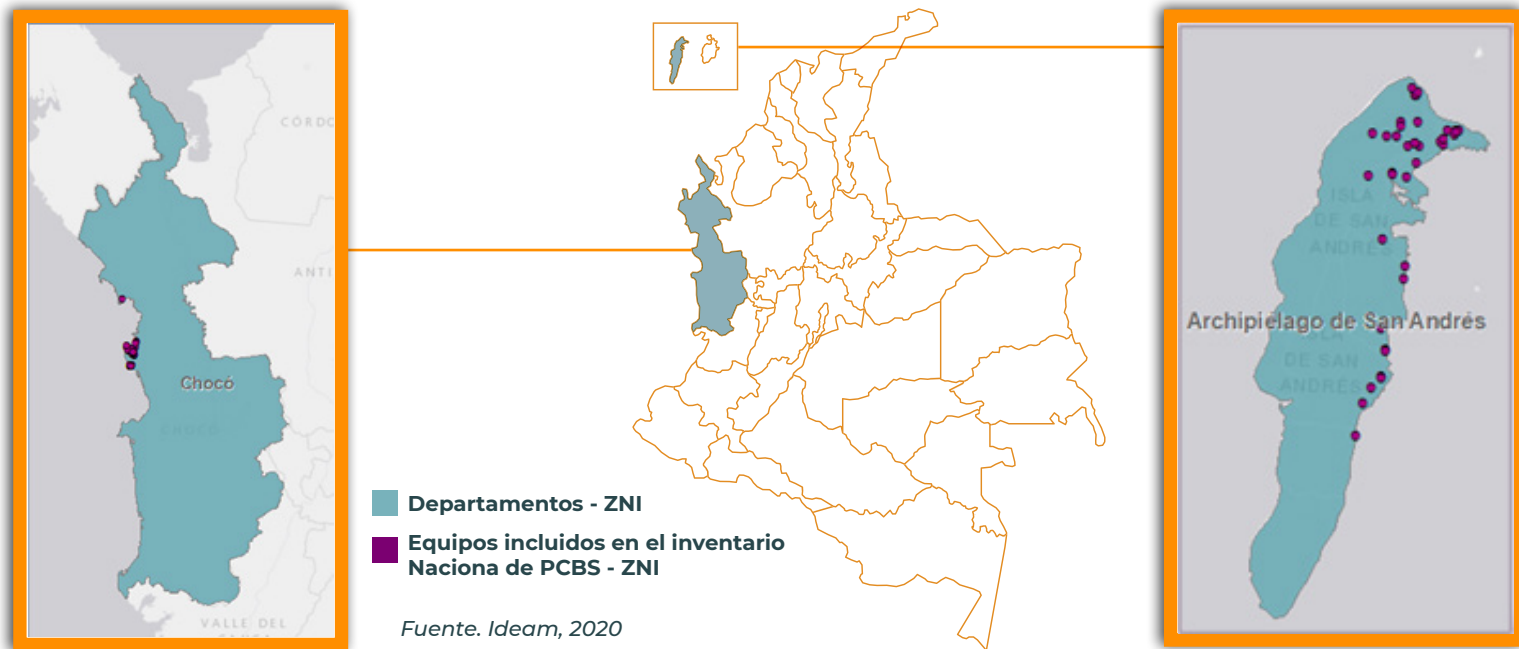 CÓRDO
ANTI
Chocó
CHOCÓ
VALLE DEL
Departamentos - ZNI
Equipos incluidos en el inventario
Naciona de PCBS - ZNI
Fuente. Ideam, 2020
ISLA
DE SAN
ANDRÉS
Archipiélago de San Andrés
ISLA
DE SAN
ANDRÉS